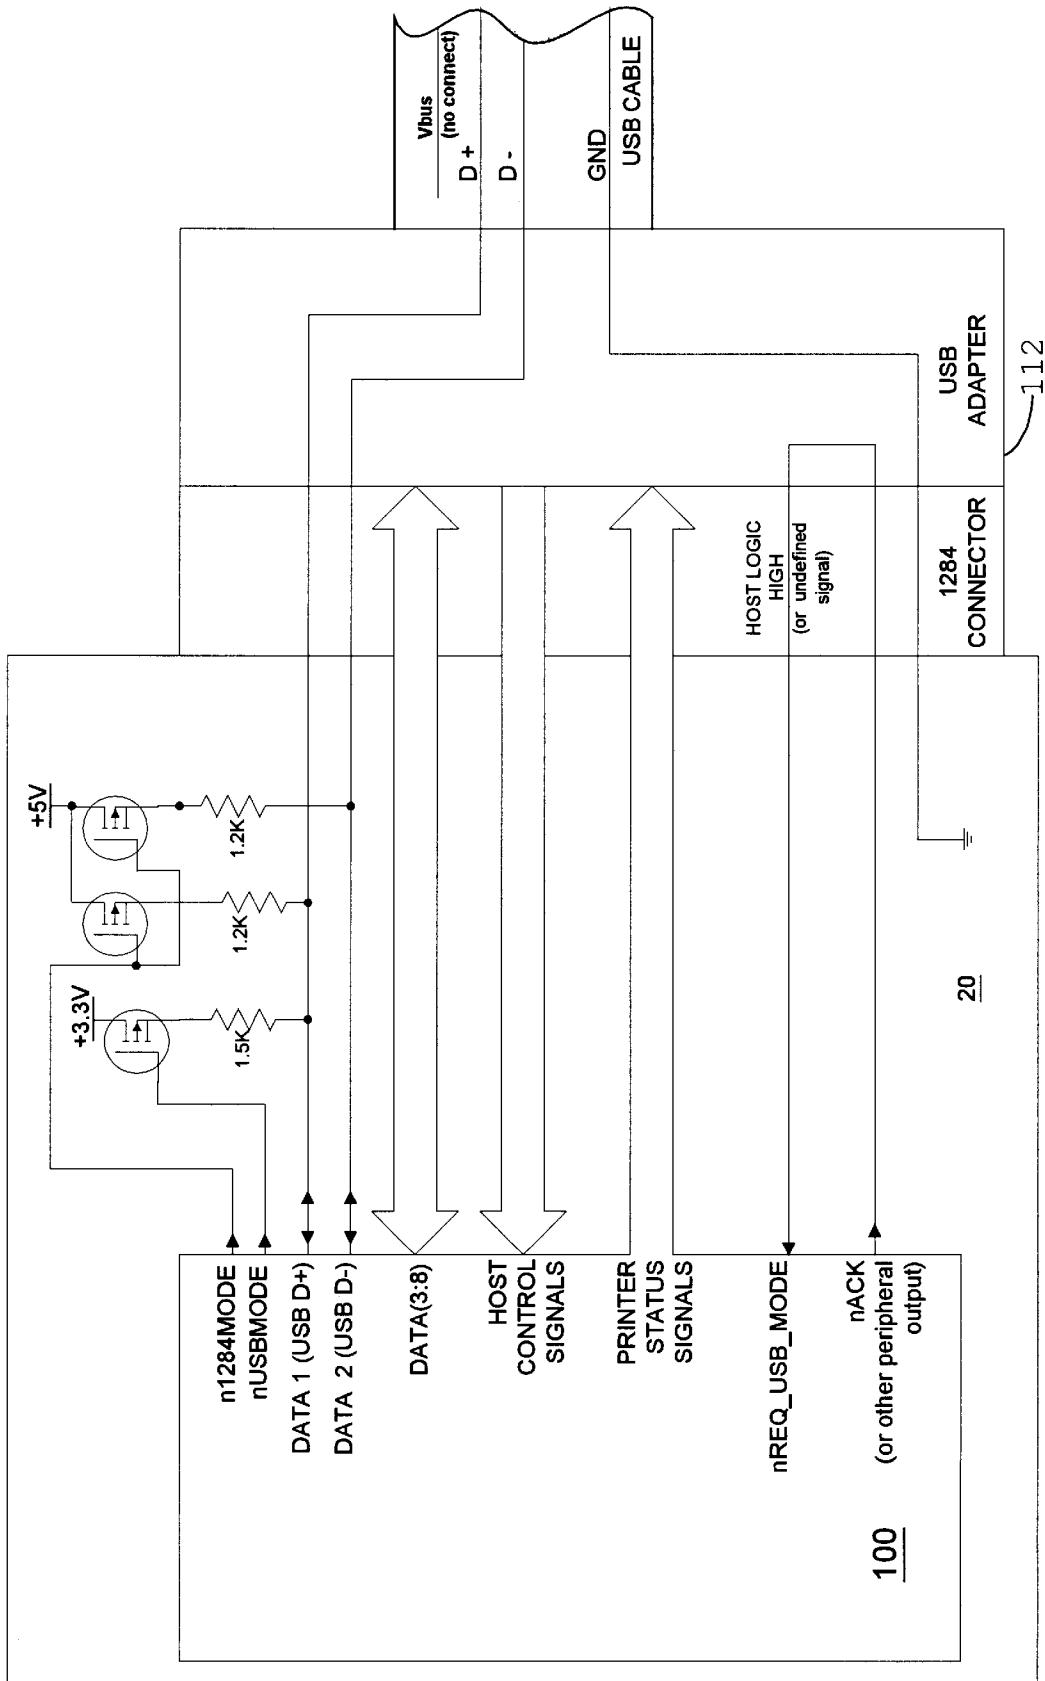 +5V
+3.3V
1.2K
1.2K
1.5K
n1284MODE
nUSBMODE
DATA 1 (USB D+)
DATA 2 (USB D-)
DATA(3:8)
HOST
CONTROL
SIGNALS
PRINTER
STATUS
SIGNALS
nREQ_USB_MODE
nACK
(or other peripheral
output)
100
20
HOST LOGIC
HIGH
(or undefined
signal)
1284
CONNECTOR
USB
ADAPTER
112
Vbus
(no connect)
D +
D -
GND
USB CABLE